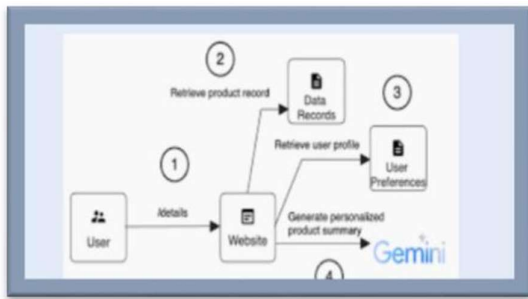 2
Retrieve product record
Data
Records
3
Retrieve user profile
User
Preferences
1
/details
User
Website
Generate personalized
product summary
Gemini
4